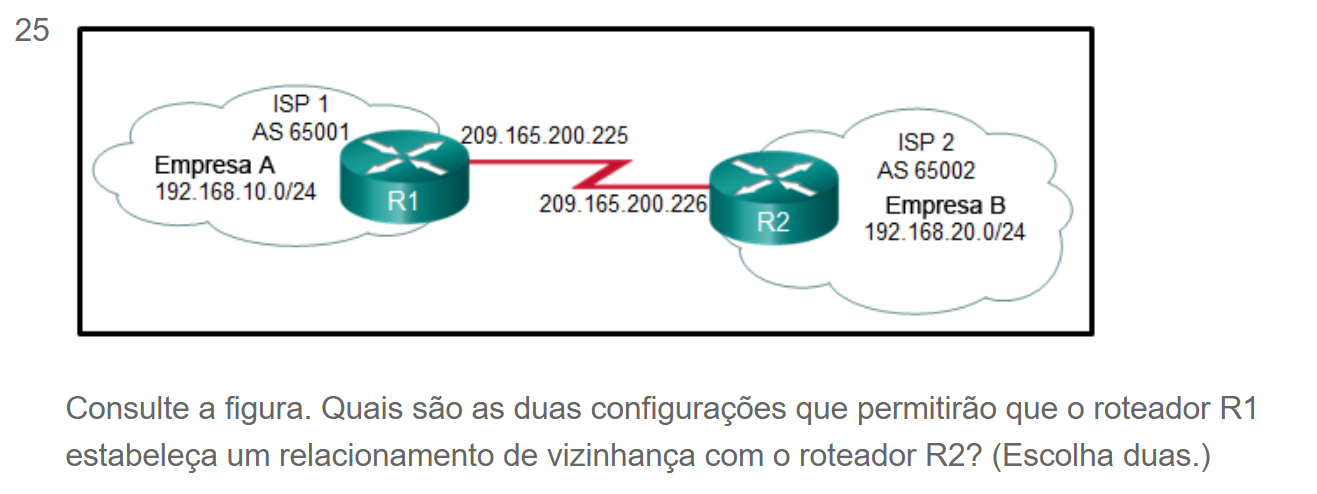 25
ISP 1
AS 65001
Empresa A
192.168.10.0/24
R1
209.165.200.225
209.165.200.226
R2
ISP 2
AS 65002
Empresa B
192.168.20.0/24
Consulte a figura. Quais são as duas configurações que permitirão que o roteador R1
estabeleça um relacionamento de vizinhança com o roteador R2? (Escolha duas.)